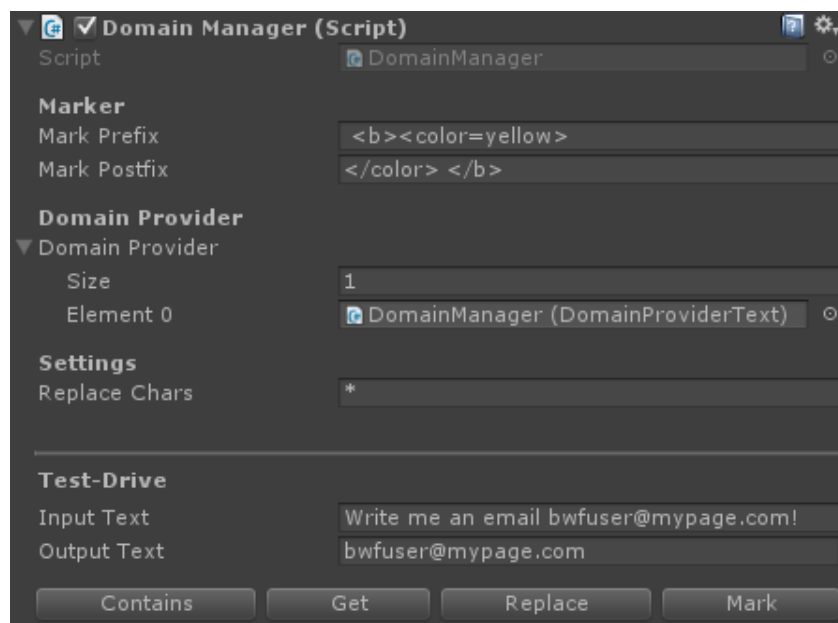 Domain Manager (Script)
Script DomainManager
Marker
Mark Prefix <b><color=yellow>
Mark Postfix </color> </b>
Domain Provider
Domain Provider
Size 1
Element 0 DomainManager (DomainProviderText)
Settings
Replace Chars *
Test-Drive
Input Text Write me an email bwfuser@mypage.com!
Output Text bwfuser@mypage.com
Contains Get Replace Mark